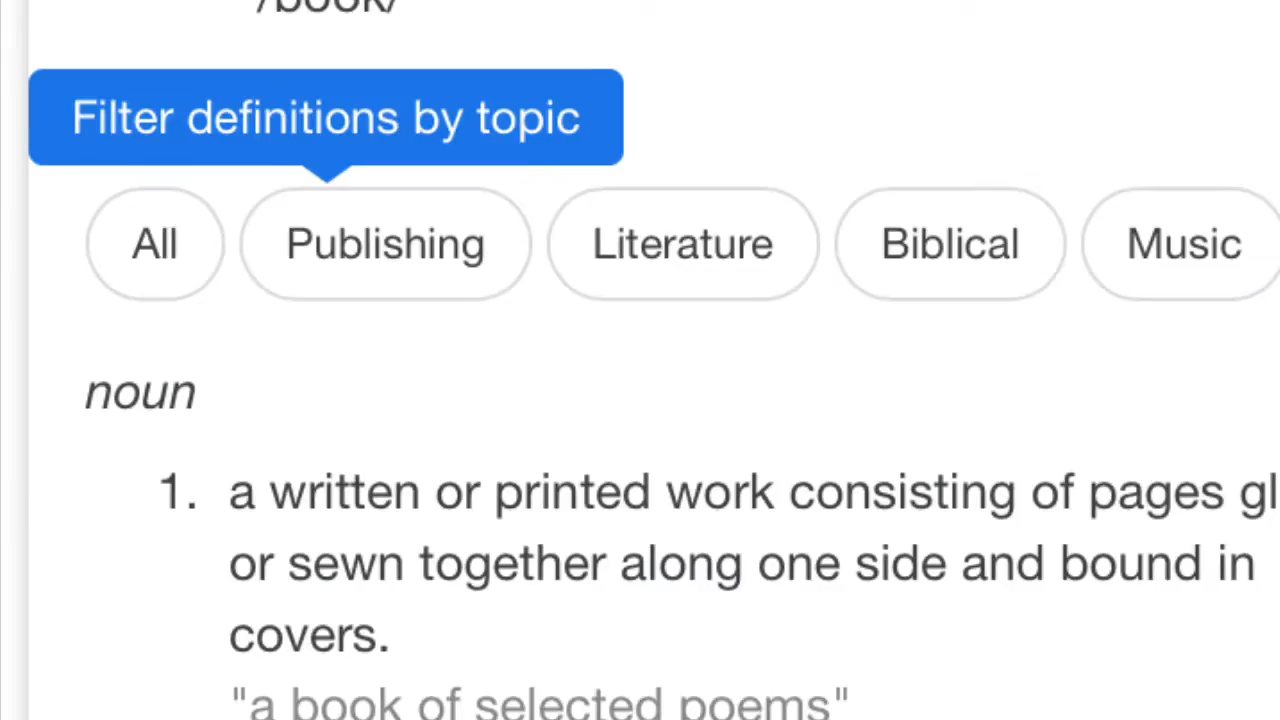 /book/
Filter definitions by topic
All Publishing Literature Biblical Music
noun
1. a written or printed work consisting of pages
or sewn together along one side and bound in
covers.
"a book of selected poems"